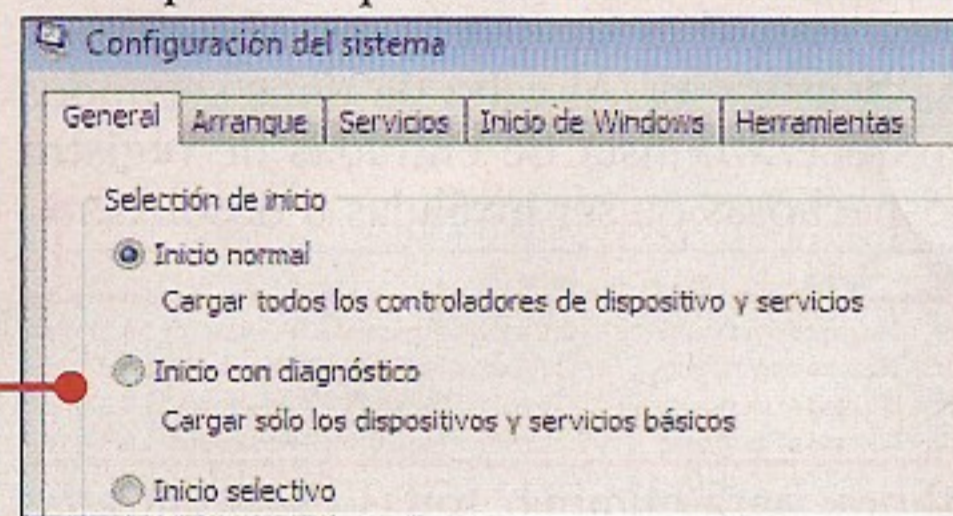 Configuración del sistema
General Arranque Servicios Inicio de Windows Herramientas
Selección de inicio
Inicio normal
Cargar todos los controladores de dispositivo y servicios
Inicio con diagnóstico
Cargar sólo los dispositivos y servicios básicos
Inicio selectivo